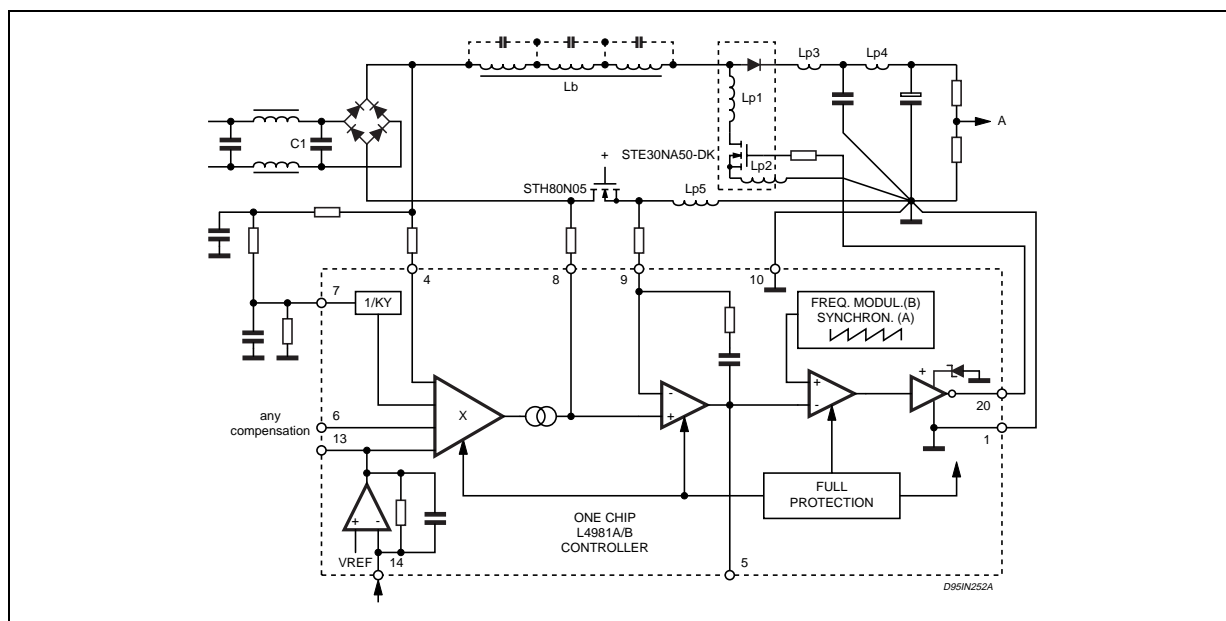 Lp3
Lp4
Lb
Lp1
A
C1
+
STE30NA50-DK
Lp2
STH80N05
Lp5
4
8
9
10
7
1/KY
FREQ. MODUL.(B)
SYNCHRON. (A)
-
+
X
+
-
+
20
any
compensation
6
13
1
FULL
PROTECTION
+
-
ONE CHIP
L4981A/B
CONTROLLER
VREF
14
5
D95IN252A